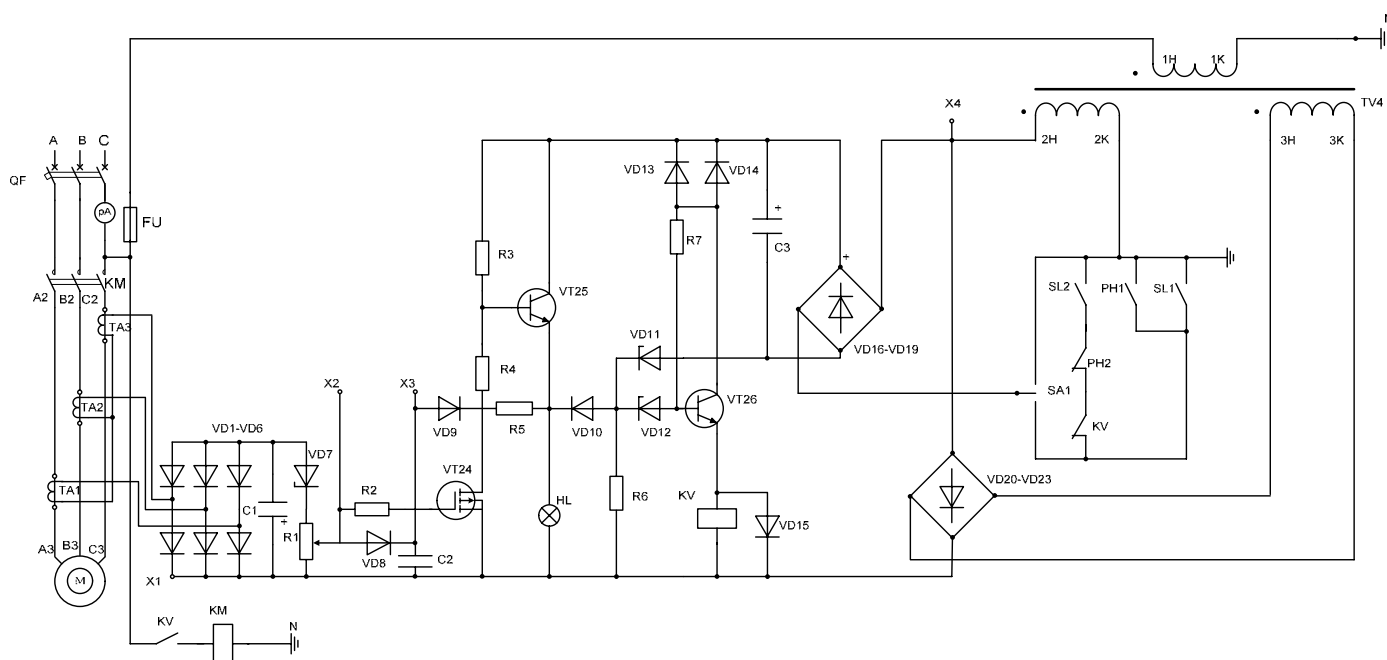 N
1H 1K
TV4
X4
2H 2K
3H 3K
A B C
QF
pA
FU
VD13 VD14
+
C3
R7
R3
VT25
+
KM
A2 B2 C2
TA3
SL2 PH1 SL1
VD11
VD16-VD19
R4
PH2
X2 X3
TA2
SA1
VD9 R5 VD10 VD12 VT26
VD1-VD6
KV
VD7
VT24
TA1
R2
R6
KV
VD20-VD23
HL
C1
+
R1
VD15
A3 B3 C3
VD8
C2
M
X1
KV KM N